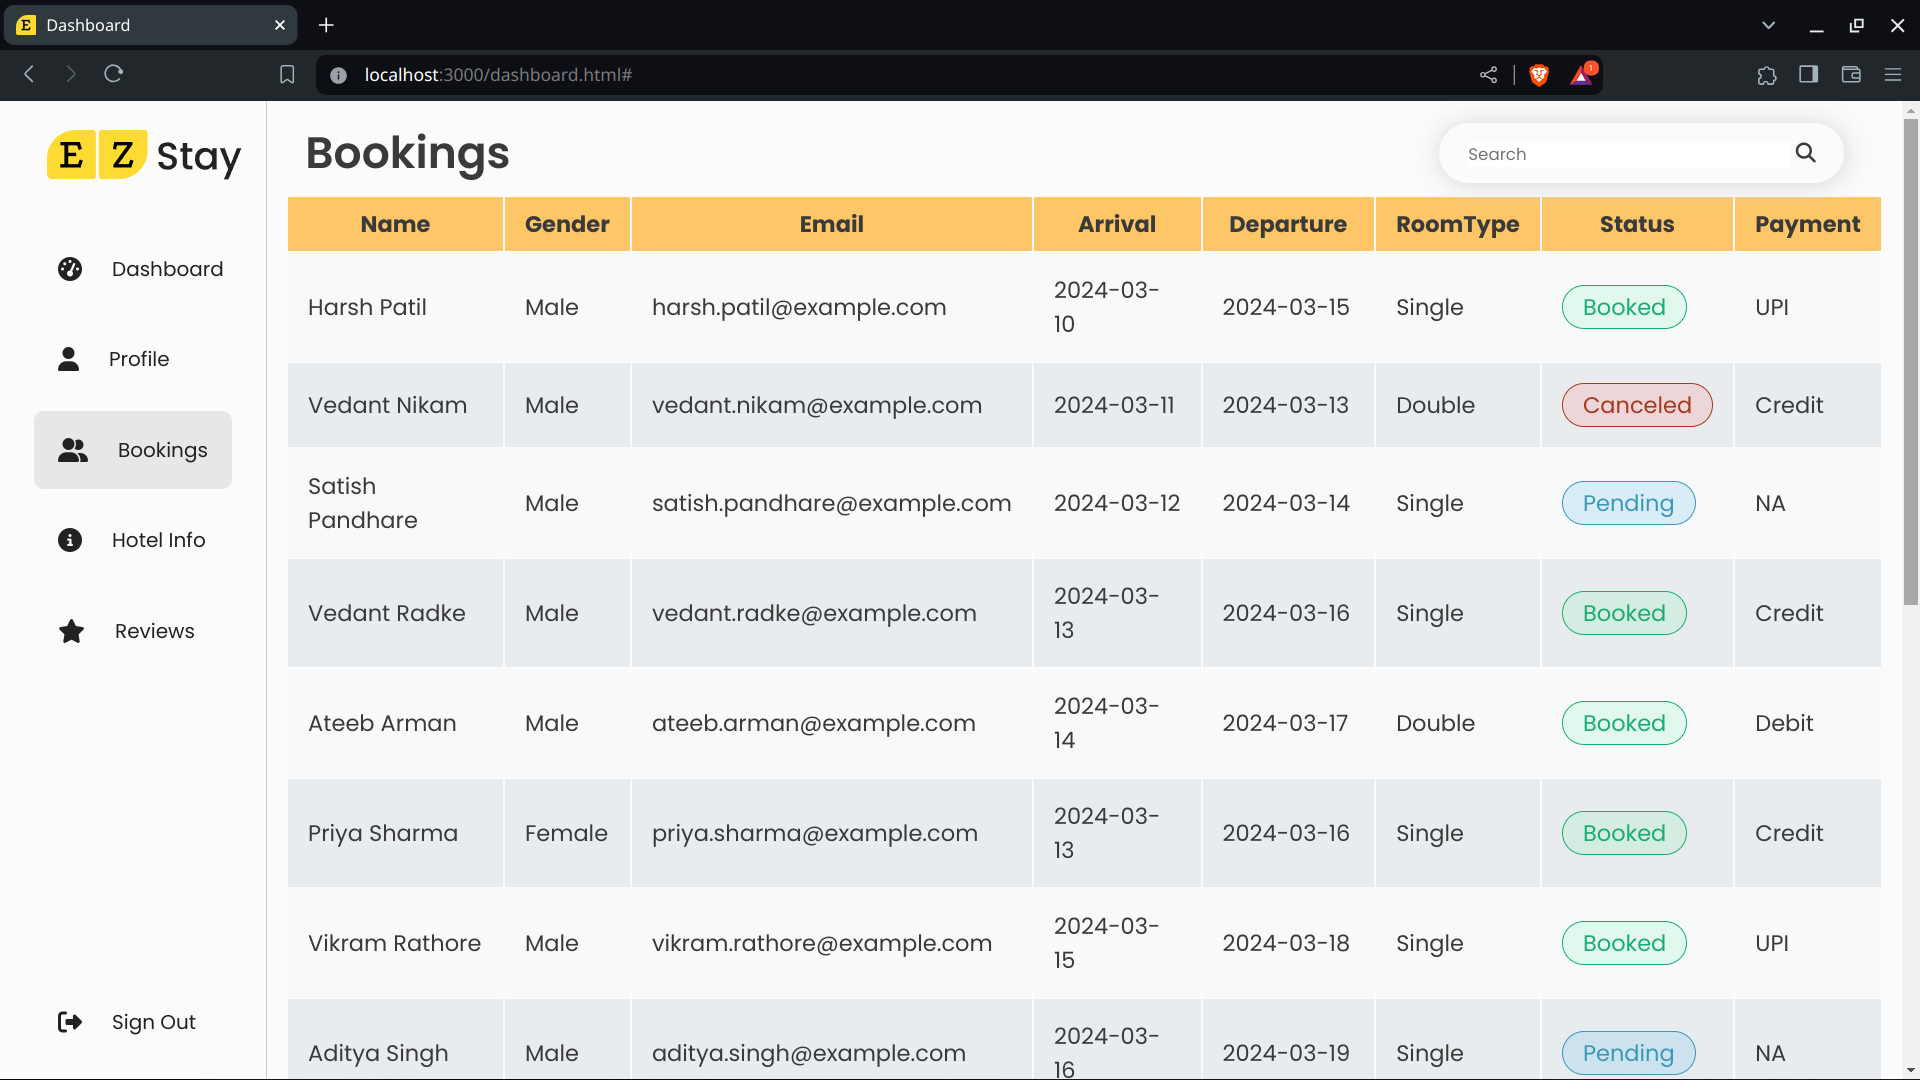 E Dashboard
localhost:3000/dashboard.html#
1
E Z Stay
Dashboard
Profile
Bookings
Hotel Info
Reviews
Sign Out
Bookings
Search
Name Gender Email Arrival Departure RoomType Status Payment
Harsh Patil Male harsh.patil@example.com 2024-03-
10 2024-03-15 Single Booked UPI
Vedant Nikam Male vedant.nikam@example.com 2024-03-11 2024-03-13 Double Canceled Credit
Satish
Pandhare Male satish.pandhare@example.com 2024-03-12 2024-03-14 Single Pending NA
Vedant Radke Male vedant.radke@example.com 2024-03-
13 2024-03-16 Single Booked Credit
Ateeb Arman Male ateeb.arman@example.com 2024-03-
14 2024-03-17 Double Booked Debit
Priya Sharma Female priya.sharma@example.com 2024-03-
13 2024-03-16 Single Booked Credit
Vikram Rathore Male vikram.rathore@example.com 2024-03-
15 2024-03-18 Single Booked UPI
Aditya Singh Male aditya.singh@example.com 2024-03-
16 2024-03-19 Single Pending NA